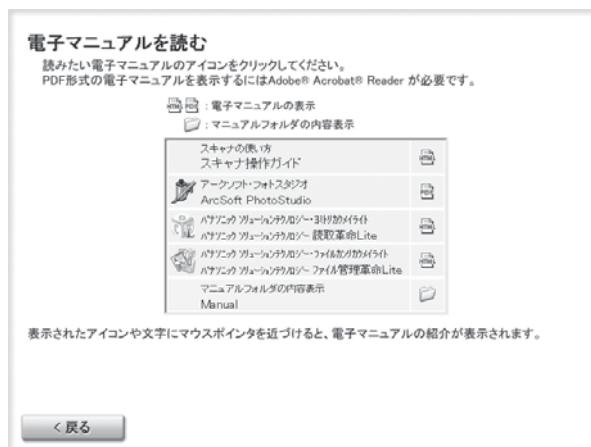 電子マニュアルを読む
読みたい電子マニュアルのアイコンをクリックしてください。
PDF形式の電子マニュアルを表示するにはAdobe® Acrobat® Reader が必要です。
HTML PDF : 電子マニュアルの表示
: マニュアルフォルダの内容表示
スキャナの使い方
スキャナ操作ガイド
HTML
アークソフト・フォトスタジオ
ArcSoft PhotoStudio
PDF
パナソニック ソリューションテクノロジー・ヨミトリカクメイライト
パナソニック ソリューションテクノロジー 読取革命Lite
HTML
パナソニック ソリューションテクノロジー・ファイルカンリカクメイライト
パナソニック ソリューションテクノロジー ファイル管理革命Lite
HTML
マニュアルフォルダの内容表示
Manual
表示されたアイコンや文字にマウスポインタを近づけると、電子マニュアルの紹介が表示されます。
< 戻る